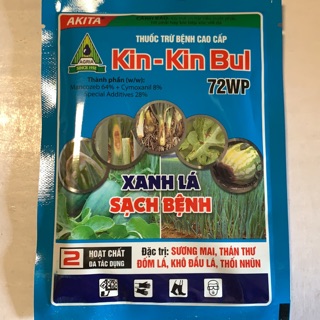 AKITA
THUỐC TRỪ BỆNH CAO CẤP
Kin-Kin Bul
72WP
Thành phần (w/w):
Mancozeb 64% + Cymoxanil 8%
Special Additives 28%
XANH LÁ
SẠCH BỆNH
2 HOẠT CHẤT
ĐA TÁC DỤNG
Đặc trị: SƯƠNG MAI, THÁN THƯ
ĐỐM LÁ, KHÔ ĐẦU LÁ, THỐI NHŨN